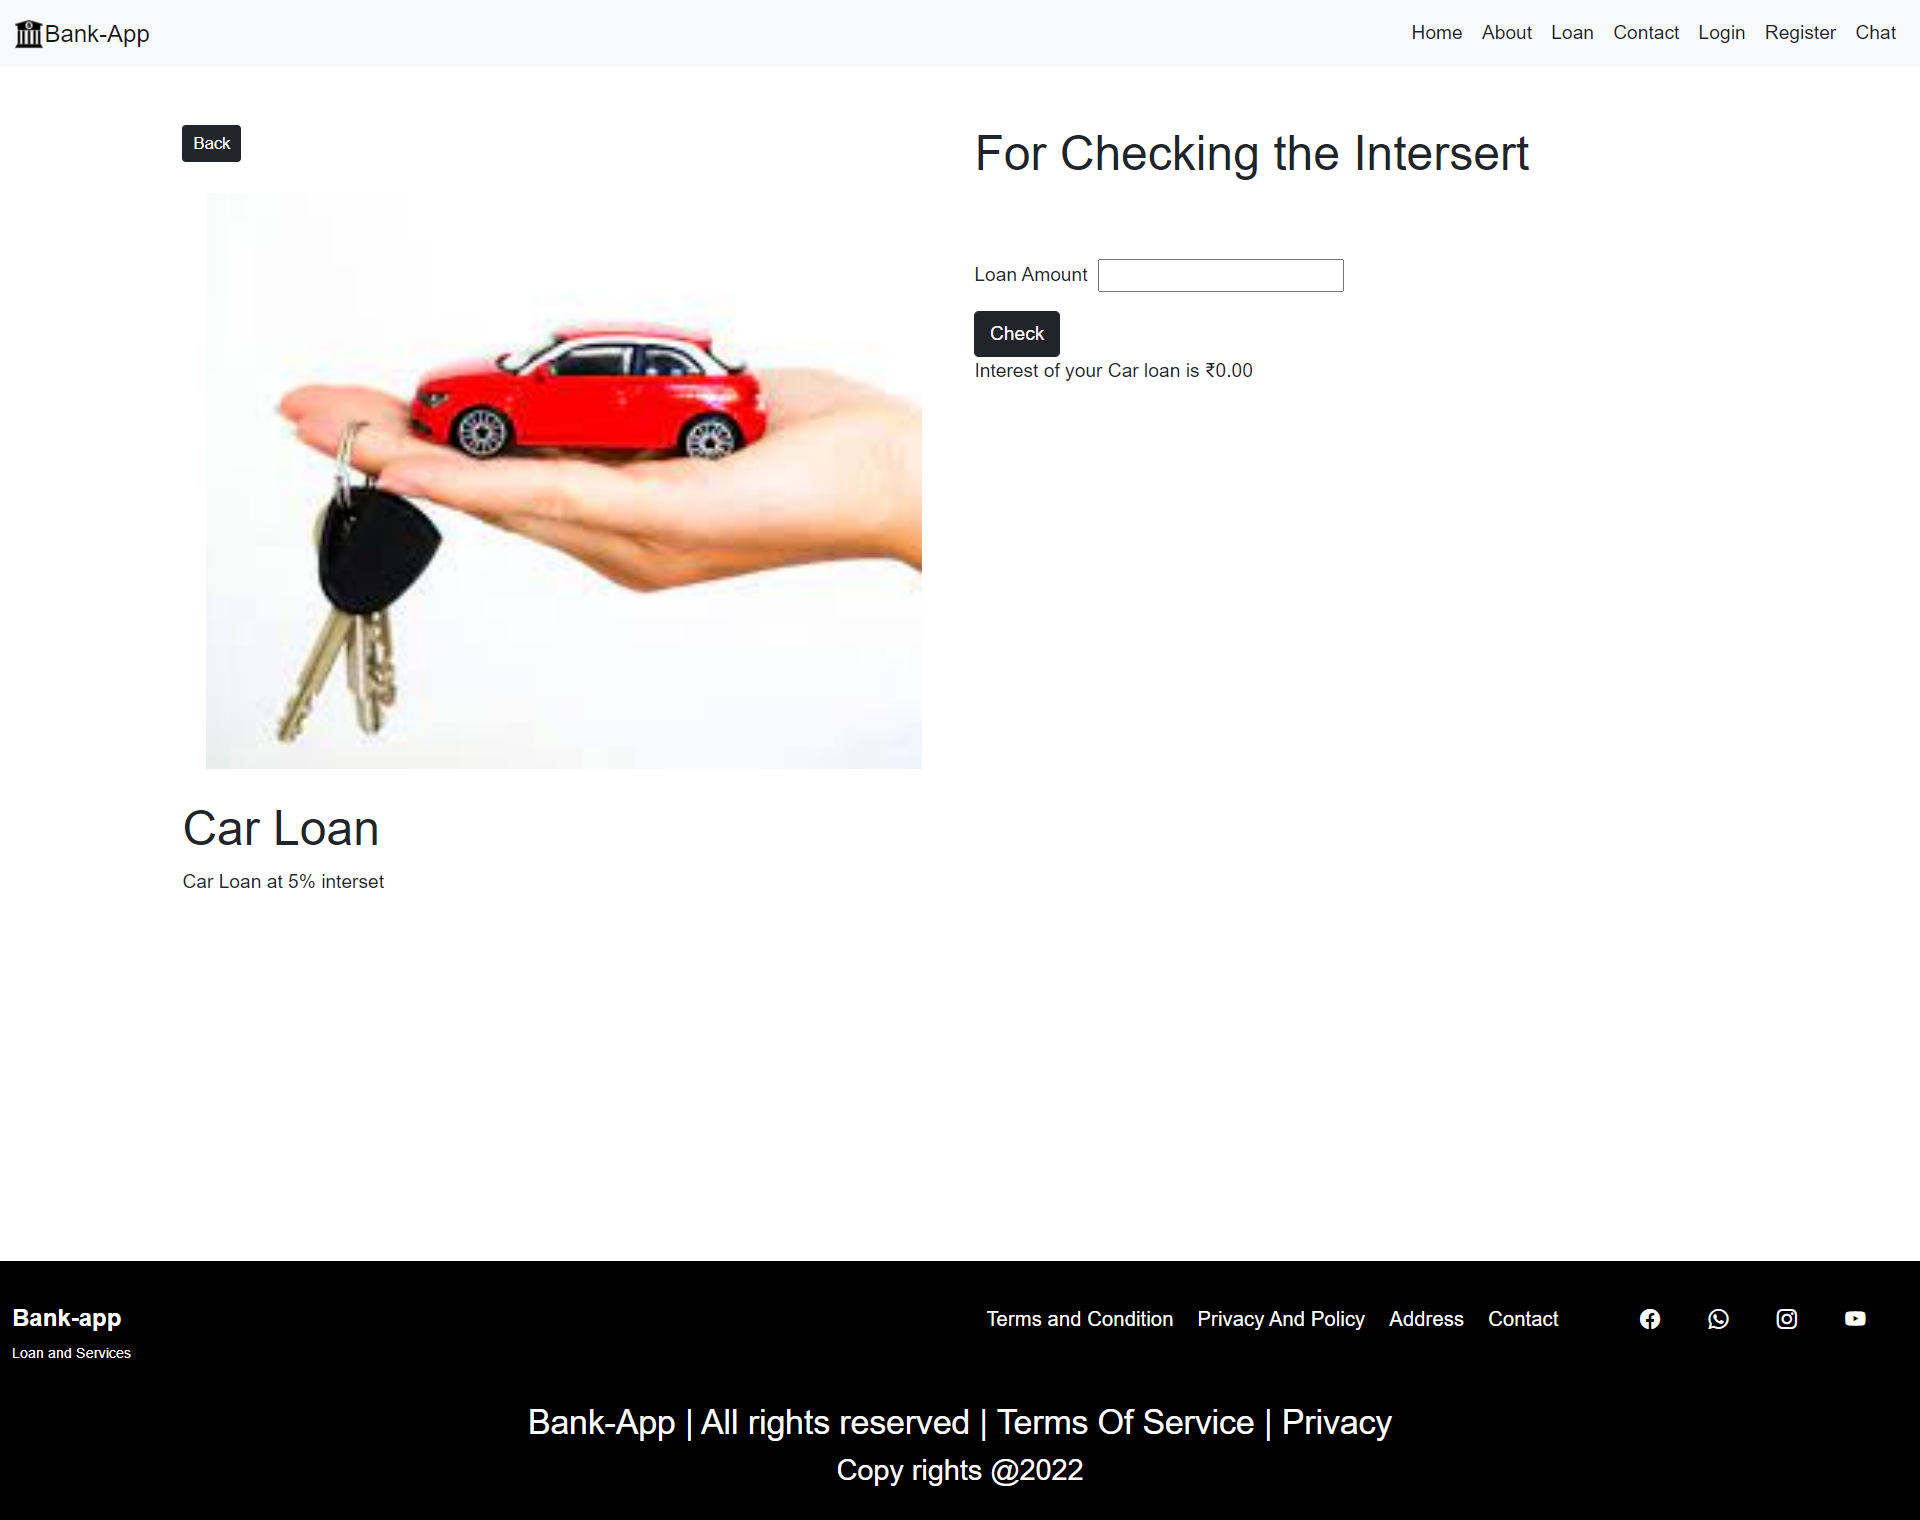 Bank-App
Home About Loan Contact Login Register Chat
Back
For Checking the Intersert
Loan Amount
Check
Interest of your Car loan is ₹0.00
Car Loan
Car Loan at 5% interset
Bank-app
Loan and Services
Terms and Condition Privacy And Policy Address Contact
Bank-App | All rights reserved | Terms Of Service | Privacy
Copy rights @2022